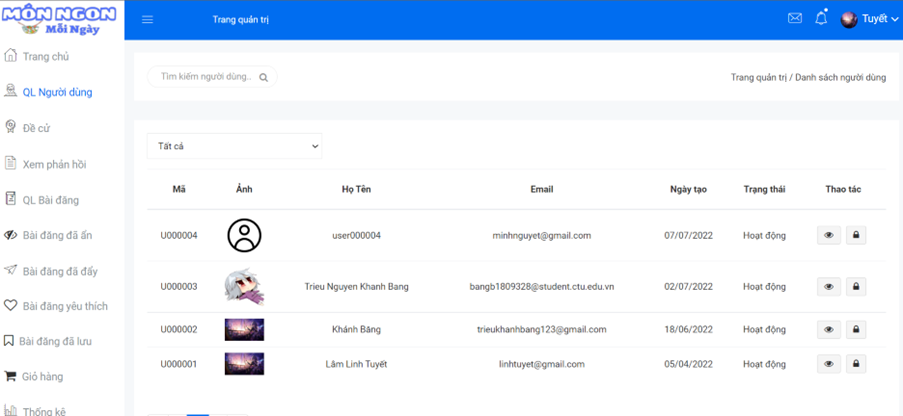 MÓN NGON
Mỗi Ngày
Trang quản trị
Tuyết
Trang chủ
QL Người dùng
Đề cử
Xem phản hồi
QL Bài đăng
Bài đăng đã ẩn
Bài đăng đã đẩy
Bài đăng yêu thích
Bài đăng đã lưu
Giỏ hàng
Thống kê
Tìm kiếm người dùng..
Trang quản trị / Danh sách người dùng
Tất cả
Mã Ảnh Họ Tên Email Ngày tạo Trạng thái Thao tác
U000004 user000004 minhnguyet@gmail.com 07/07/2022 Hoạt động
U000003 Trieu Nguyen Khanh Bang bangb1809328@student.ctu.edu.vn 02/07/2022 Hoạt động
U000002 Khánh Băng trieukhanhbang123@gmail.com 18/06/2022 Hoạt động
U000001 Lâm Linh Tuyết linhtuyet@gmail.com 05/04/2022 Hoạt động